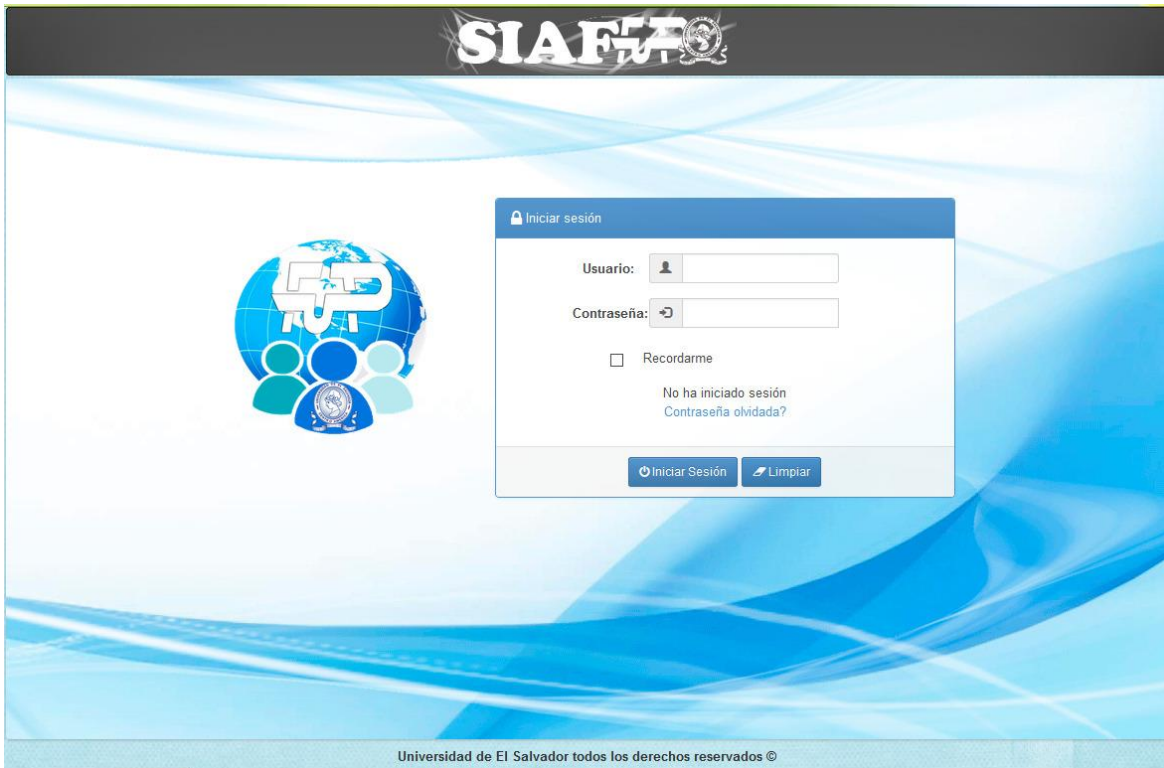 SIAF
Iniciar sesión
Usuario:
Contraseña:
Recordarme
No ha iniciado sesión
Contraseña olvidada?
Iniciar Sesión
Limpiar
Universidad de El Salvador todos los derechos reservados ©